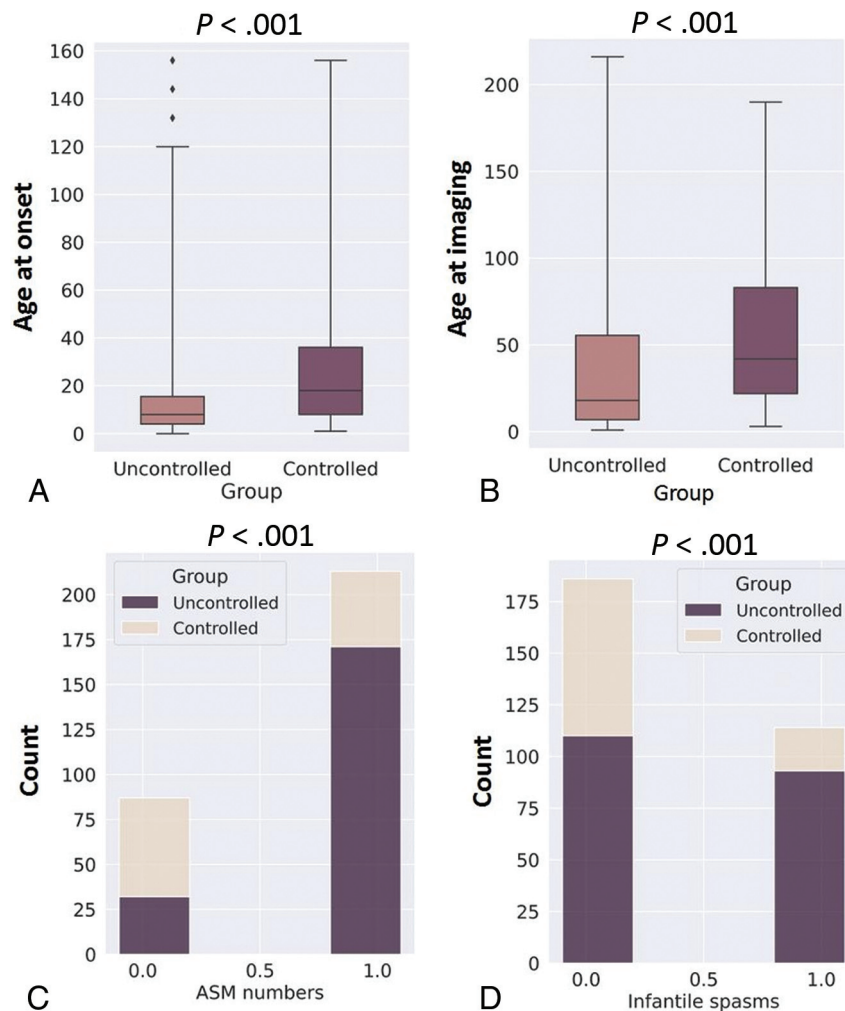 P < .001
Age at onset
160
140
120
100
80
60
40
20
0
Uncontrolled Controlled
Group
A
P < .001
Age at imaging
200
150
100
50
0
Uncontrolled Controlled
Group
B
P < .001
Group
Uncontrolled
Controlled
Count
200
175
150
125
100
75
50
25
0
0.0 0.5 1.0
ASM numbers
C
P < .001
Group
Uncontrolled
Controlled
Count
175
150
125
100
75
50
25
0
0.0 0.5 1.0
Infantile spasms
D